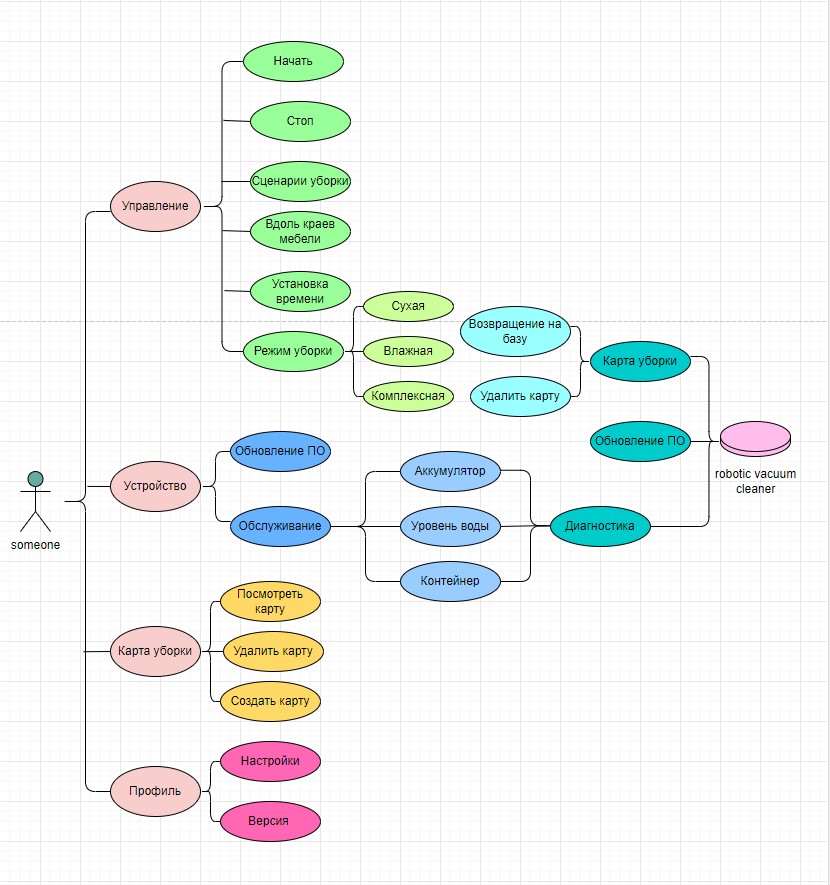 Начать
Стоп
Сценарии уборки
Управление
Вдоль краев
мебели
Установка
времени
Режим уборки
Сухая
Влажная
Комплексная
Возвращение на
базу
Удалить карту
Карта уборки
Обновление ПО
robotic vacuum
cleaner
someone
Устройство
Обновление ПО
Обслуживание
Аккумулятор
Уровень воды
Контейнер
Диагностика
Карта уборки
Посмотреть
карту
Удалить карту
Создать карту
Профиль
Настройки
Версия